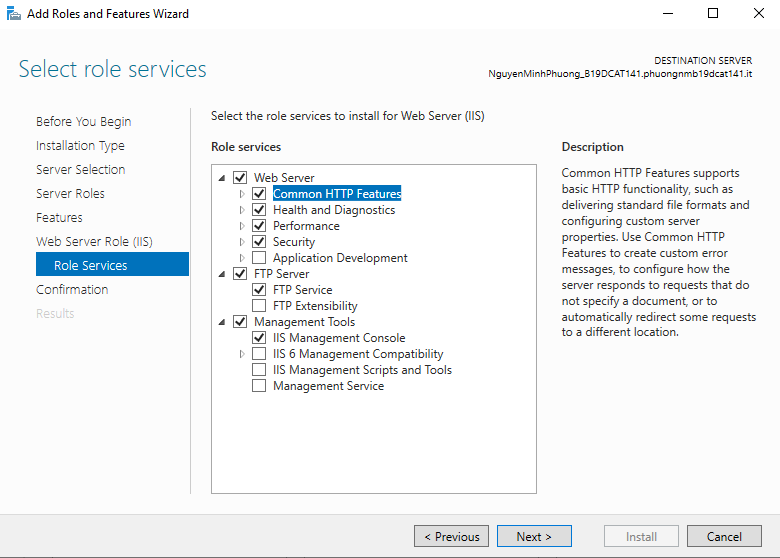 Add Roles and Features Wizard
Select role services
DESTINATION SERVER
NguyenMinhPhuong_B19DCAT141.phuongnmb19dcat141.it
Before You Begin
Installation Type
Server Selection
Server Roles
Features
Web Server Role (IIS)
Role Services
Confirmation
Results
Select the role services to install for Web Server (IIS)
Role services
Web Server
Common HTTP Features
Health and Diagnostics
Performance
Security
Application Development
FTP Server
FTP Service
FTP Extensibility
Management Tools
IIS Management Console
IIS 6 Management Compatibility
IIS Management Scripts and Tools
Management Service
Description
Common HTTP Features supports
basic HTTP functionality, such as
delivering standard file formats and
configuring custom server
properties. Use Common HTTP
Features to create custom error
messages, to configure how the
server responds to requests that do
not specify a document, or to
automatically redirect some requests
to a different location.
< Previous
Next >
Install
Cancel